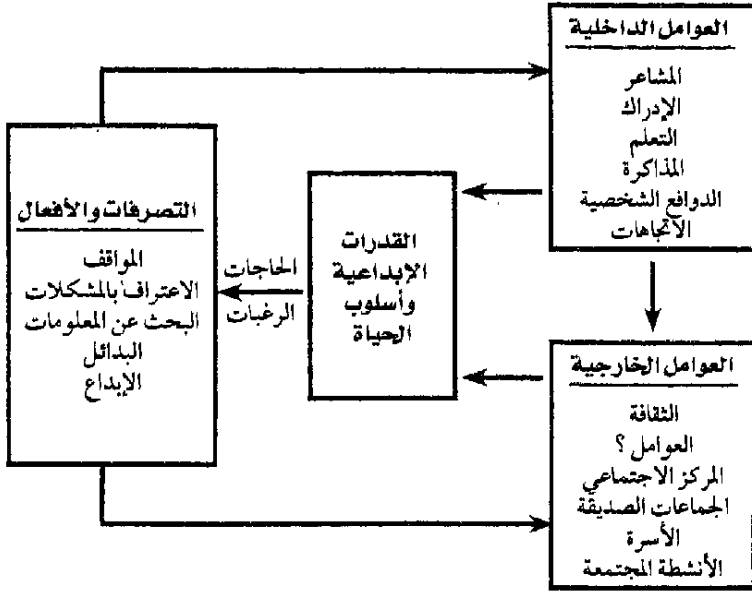 العوامل الداخلية
المشاعر
الإدراك
التعلم
المذاكرة
الدوافع الشخصية
الآتجاهات
العوامل الخارجية
الثقافة
العوامل ؟
المركز الاجتماعي
الجماعات الصديقة
الأسرة
الأنشطة المجتمعة
القدرات
الإبداعية
وأسلوب
الحياة
الحاجات
الرغبات
التصرفات والأفعال
المواقف
الاعتراف بالمشكلات
البحث عن المعلومات
البدائل
الإبداع